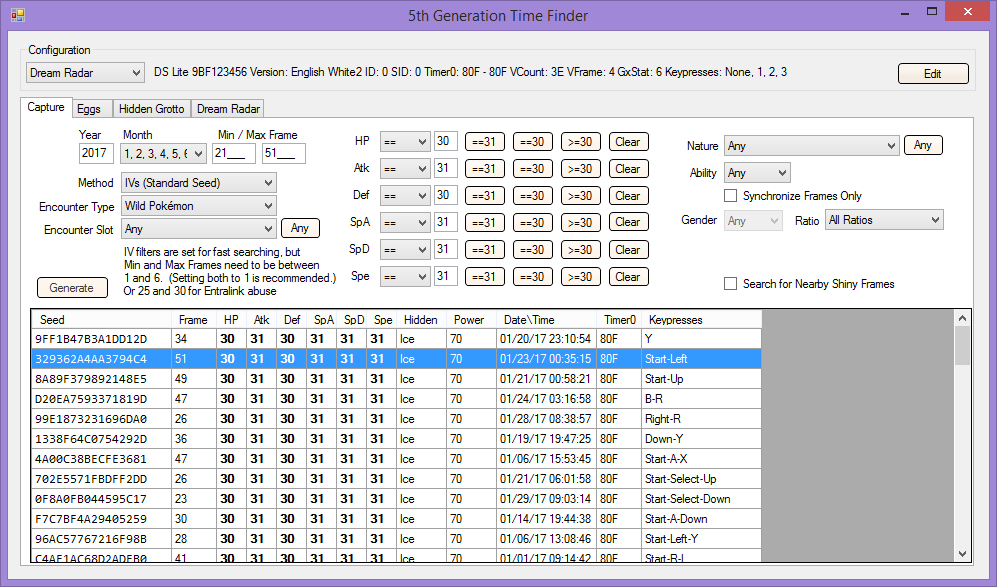 5th Generation Time Finder
Configuration
Dream Radar DS Lite 9BF123456 Version: English White2 ID: 0 SID: 0 Timer0: 80F - 80F VCount: 3E VFrame: 4 GxStat: 6 Keypresses: None, 1, 2, 3 Edit
Capture Eggs Hidden Grotto Dream Radar
Year Month Min / Max Frame
2017 1, 2, 3, 4, 5, 6 21___ 51___
Method IVs (Standard Seed)
Encounter Type Wild Pokémon
Encounter Slot Any Any
IV filters are set for fast searching, but
Min and Max Frames need to be between
1 and 6. (Setting both to 1 is recommended.)
Or 25 and 30 for Entralink abuse
Generate
HP == 30 ==31 ==30 >=30 Clear
Atk == 31 ==31 ==30 >=30 Clear
Def == 30 ==31 ==30 >=30 Clear
SpA == 31 ==31 ==30 >=30 Clear
SpD == 31 ==31 ==30 >=30 Clear
Spe == 31 ==31 ==30 >=30 Clear
Nature Any Any
Ability Any
Synchronize Frames Only
Gender Any Ratio All Ratios
Search for Nearby Shiny Frames
Seed Frame HP Atk Def SpA SpD Spe Hidden Power Date\Time Timer0 Keypresses
9FF1B47B3A1DD12D 34 30 31 30 31 31 31 Ice 70 01/20/17 23:10:54 80F Y
329362A4AA3794C4 51 30 31 30 31 31 31 Ice 70 01/23/17 00:35:15 80F Start-Left
8A89F379892148E5 49 30 31 30 31 31 31 Ice 70 01/21/17 00:58:21 80F Start-Up
D20EA7593371819D 47 30 31 30 31 31 31 Ice 70 01/24/17 03:16:58 80F B-R
99E1873231696DA0 26 30 31 30 31 31 31 Ice 70 01/28/17 08:38:57 80F Right-R
1338F64C0754292D 36 30 31 30 31 31 31 Ice 70 01/19/17 19:47:25 80F Down-Y
4A00C38BECFE3681 47 30 31 30 31 31 31 Ice 70 01/06/17 15:53:45 80F Start-A-X
702E5571FBDFF2DD 26 30 31 30 31 31 31 Ice 70 01/21/17 06:01:58 80F Start-Select-Up
0F8A0FB044595C17 23 30 31 30 31 31 31 Ice 70 01/29/17 09:03:14 80F Start-Select-Down
F7C7BF4A29405259 30 30 31 30 31 31 31 Ice 70 01/14/17 19:44:38 80F Start-A-Down
96AC57767216F98B 28 30 31 30 31 31 31 Ice 70 01/06/17 13:08:46 80F Start-Left-Y
C4AF1AC68D2ADFB0 41 30 31 30 31 31 31 Ice 70 01/01/17 09:14:42 80F Start-R-L